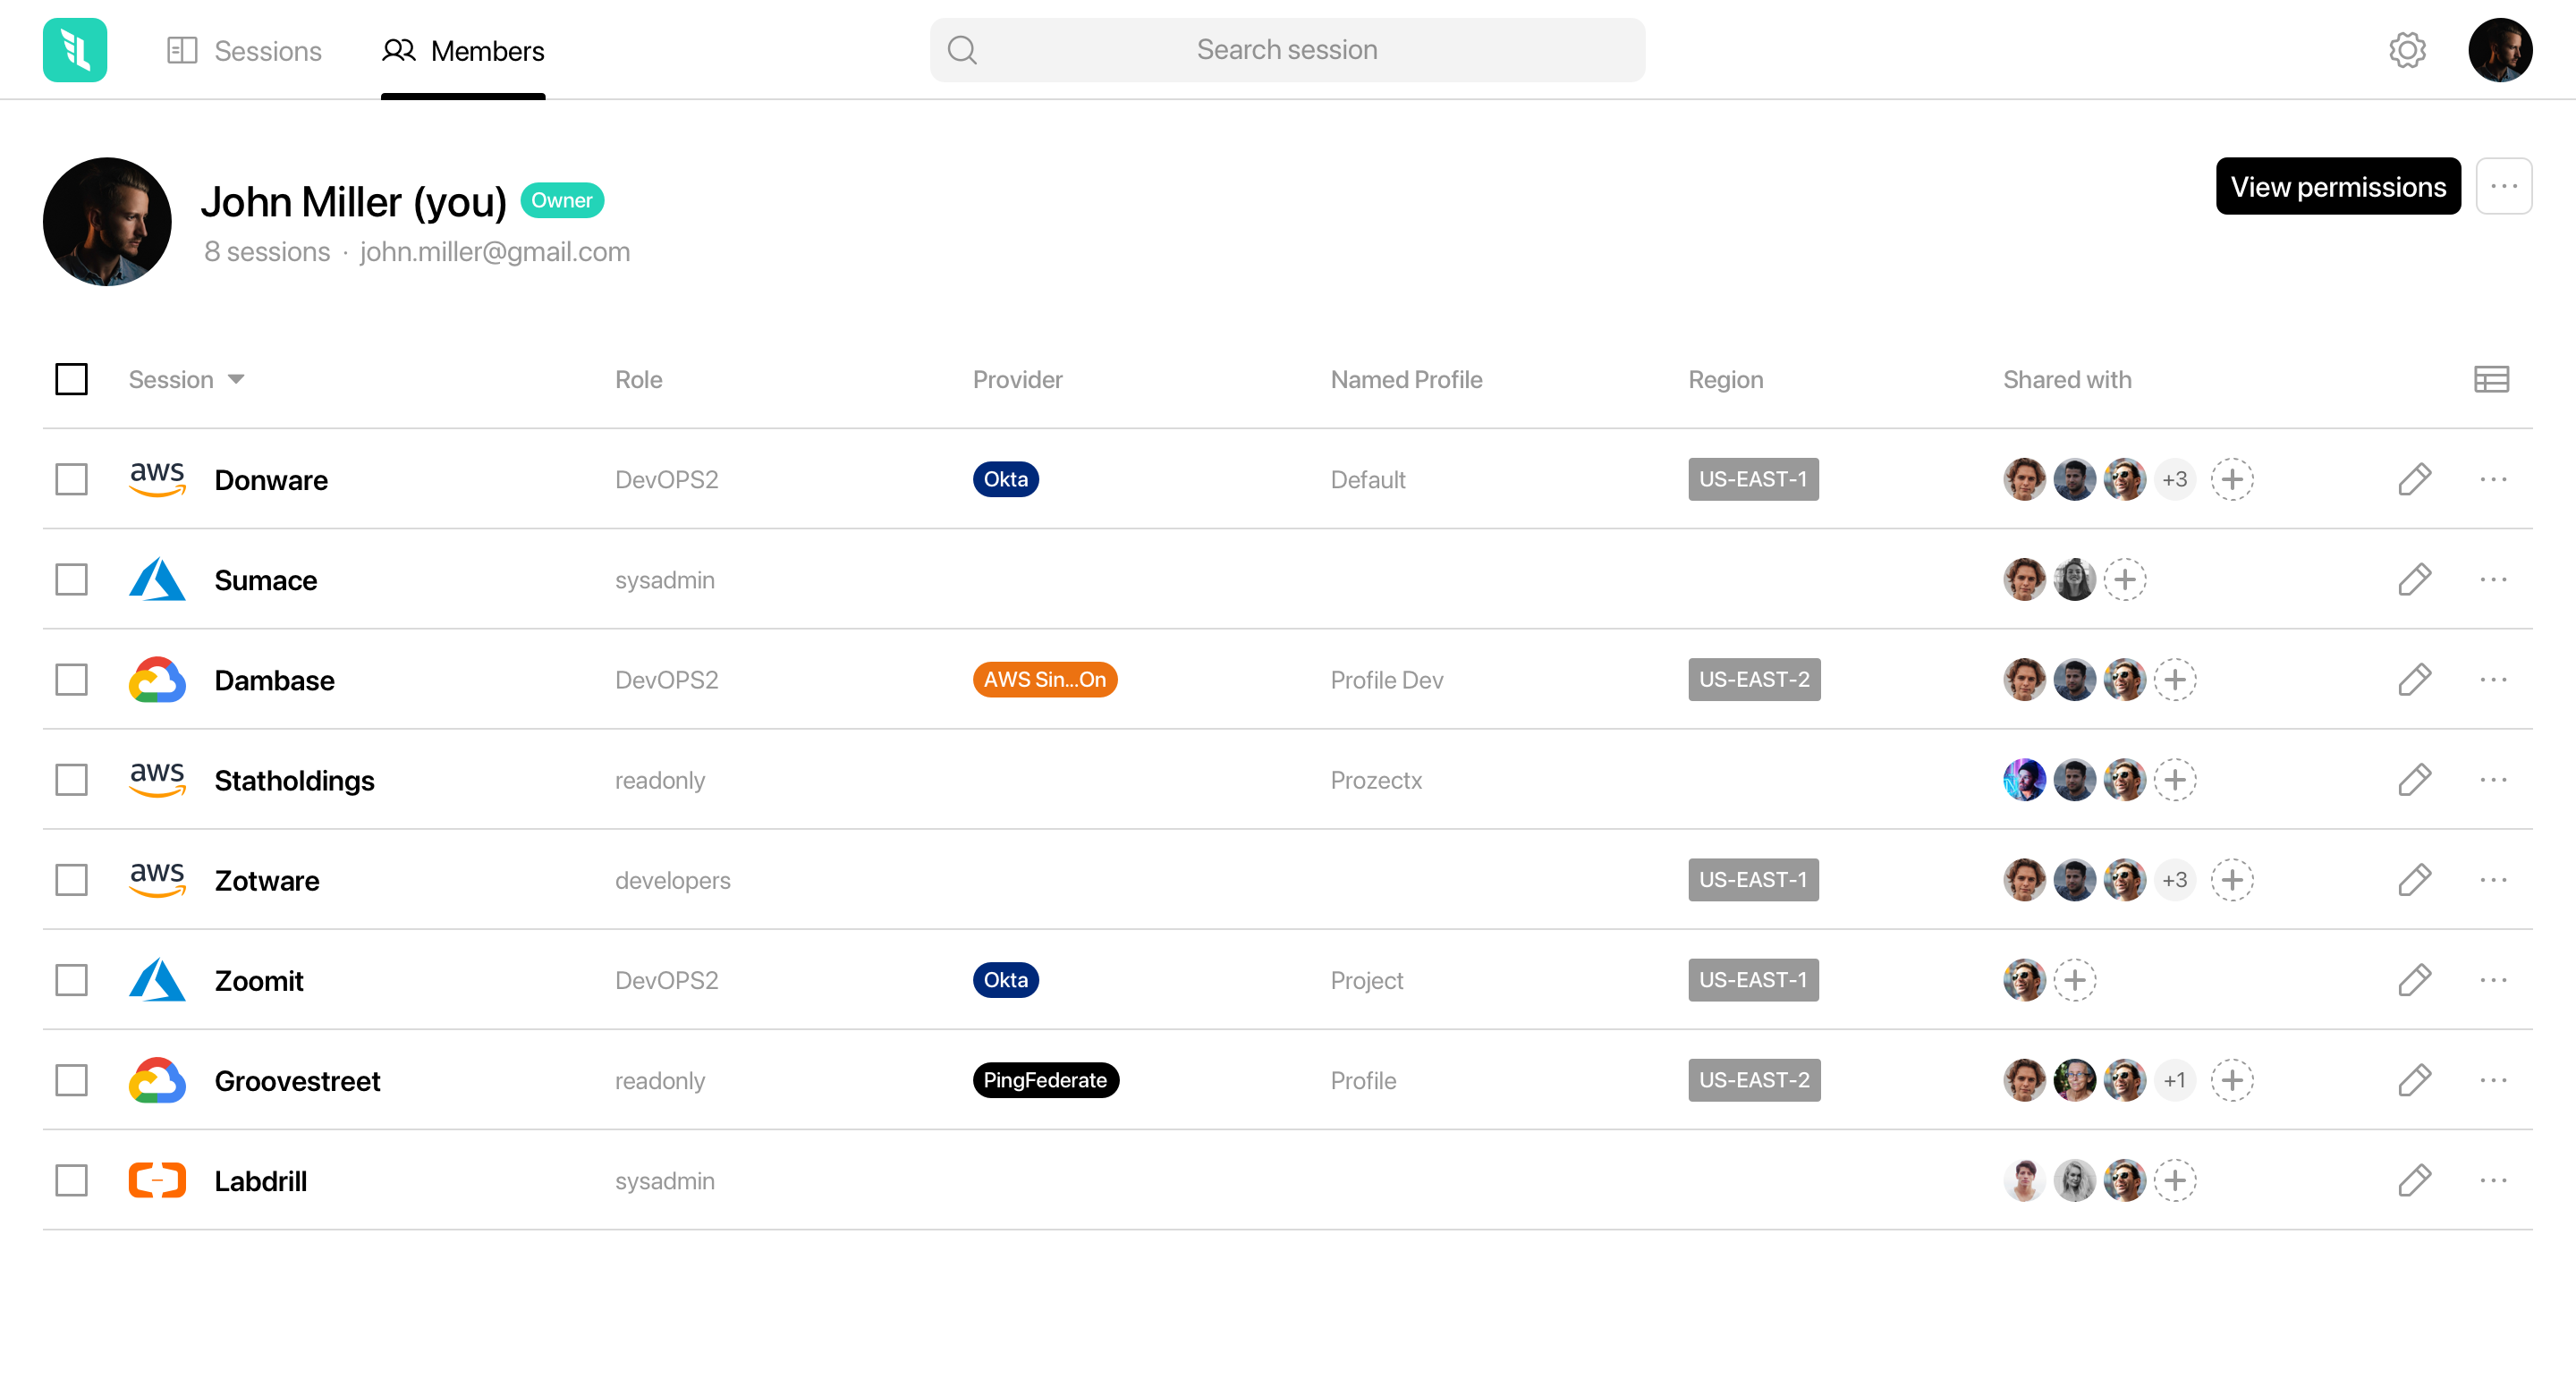 Sessions
Members
Search session
John Miller (you) Owner
8 sessions · john.miller@gmail.com
View permissions
Session Role Provider Named Profile Region Shared with
aws Donware DevOPS2 Okta Default US-EAST-1 +3
Sumace sysadmin
Dambase DevOPS2 AWS Sin...On Profile Dev US-EAST-2
aws Statholdings readonly Prozectx
aws Zotware developers US-EAST-1 +3
Zoomit DevOPS2 Okta Project US-EAST-1
Groovestreet readonly PingFederate Profile US-EAST-2 +1
Labdrill sysadmin